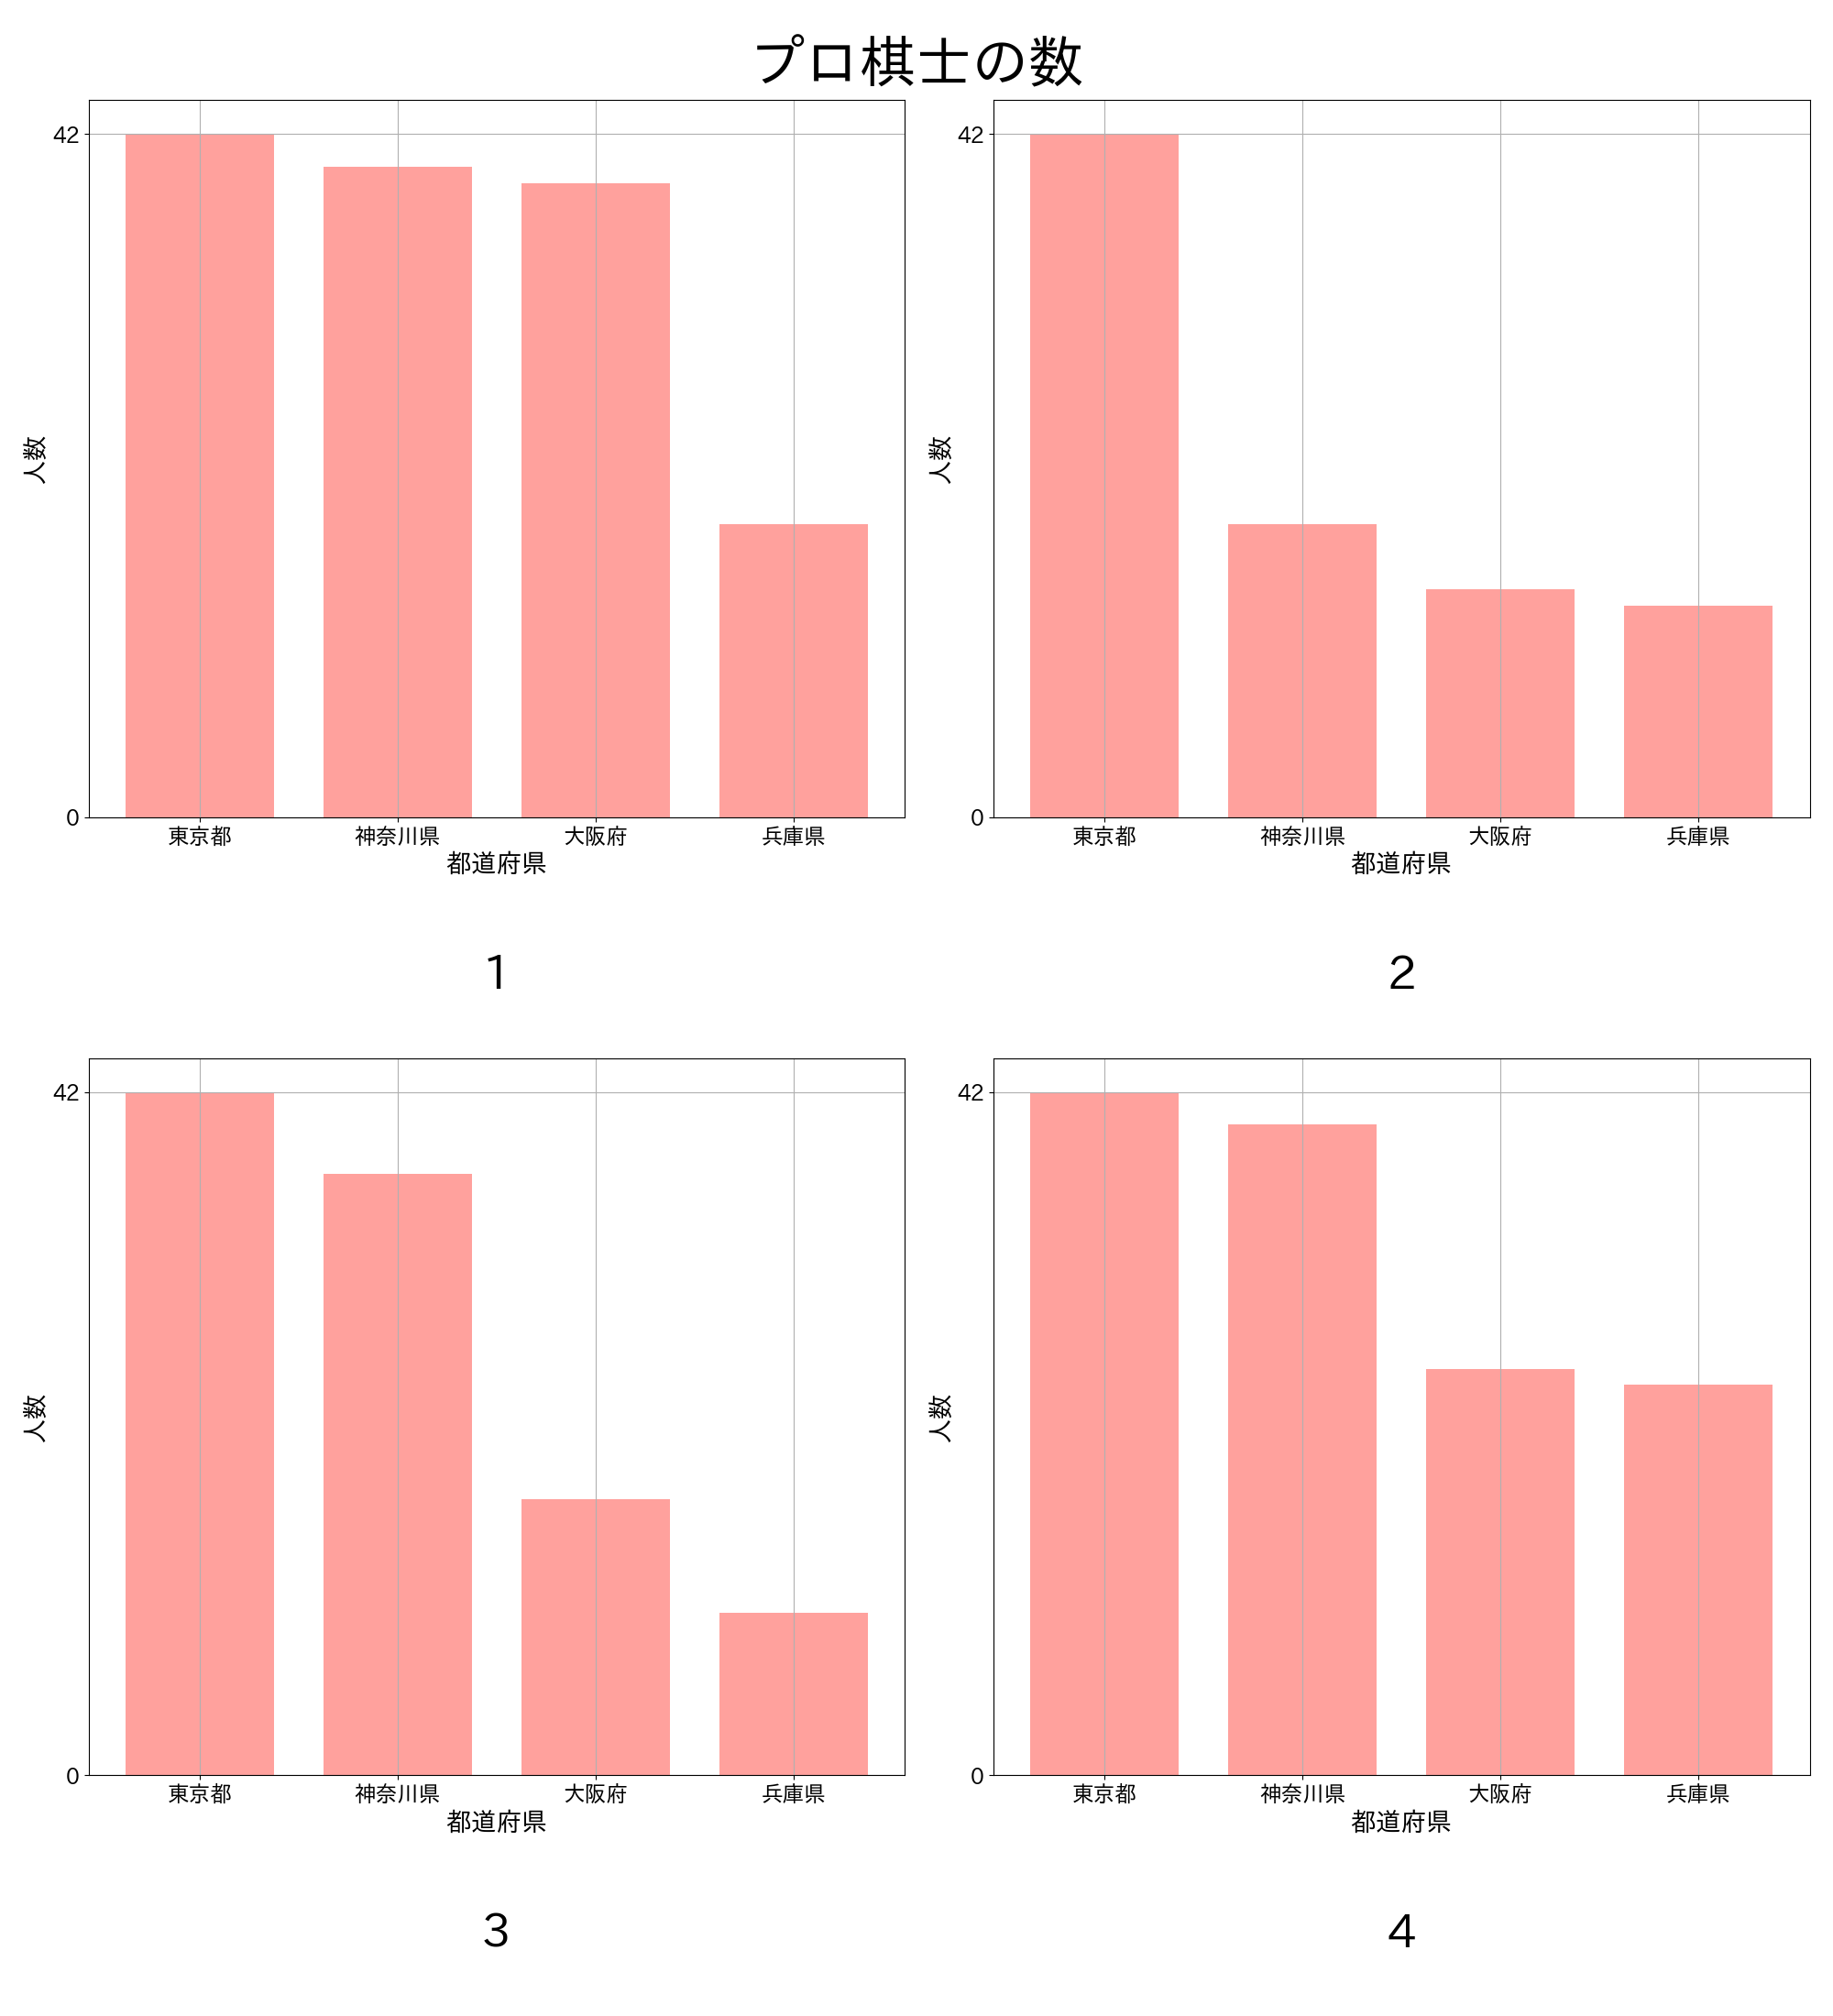 プロ棋士の数
42
0
人数
東京都 神奈川県 大阪府 兵庫県
都道府県
1
42
0
人数
東京都 神奈川県 大阪府 兵庫県
都道府県
2
42
0
人数
東京都 神奈川県 大阪府 兵庫県
都道府県
3
42
0
人数
東京都 神奈川県 大阪府 兵庫県
都道府県
4